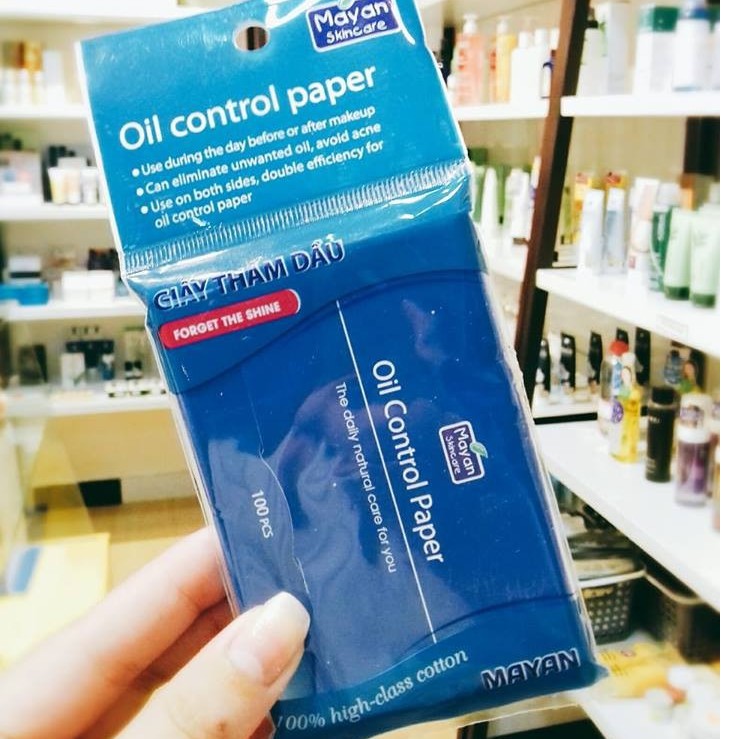 Mayan
Skincare
Oil control paper
• Use during the day before or after makeup
• Can eliminate unwanted oil, avoid acne
• Use on both sides, double efficiency for
oil control paper
GIẤY THẤM DẦU
FORGET THE SHINE
Mayan
Skincare
Oil Control Paper
The daily natural care for you
100 PCS
100% high-class cotton
MAYAN